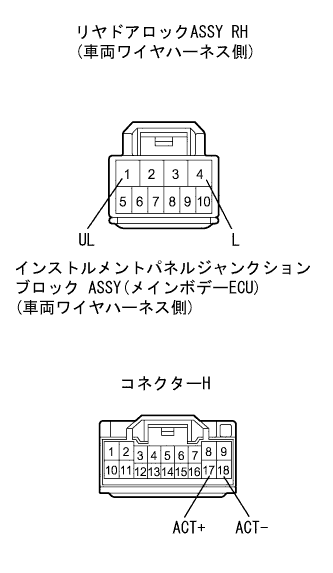 リヤドアロックASSY RH
(車両ワイヤハーネス側)
1 2 3 4
5 6 7 8 9 10
UL L
インストルメントパネルジャンクション
ブロック ASSY(メインボデーECU)
(車両ワイヤハーネス側)
コネクターH
1 2 3 4 5 6 7 8 9
10 11 12 13 14 15 16 17 18
ACT+ ACT-